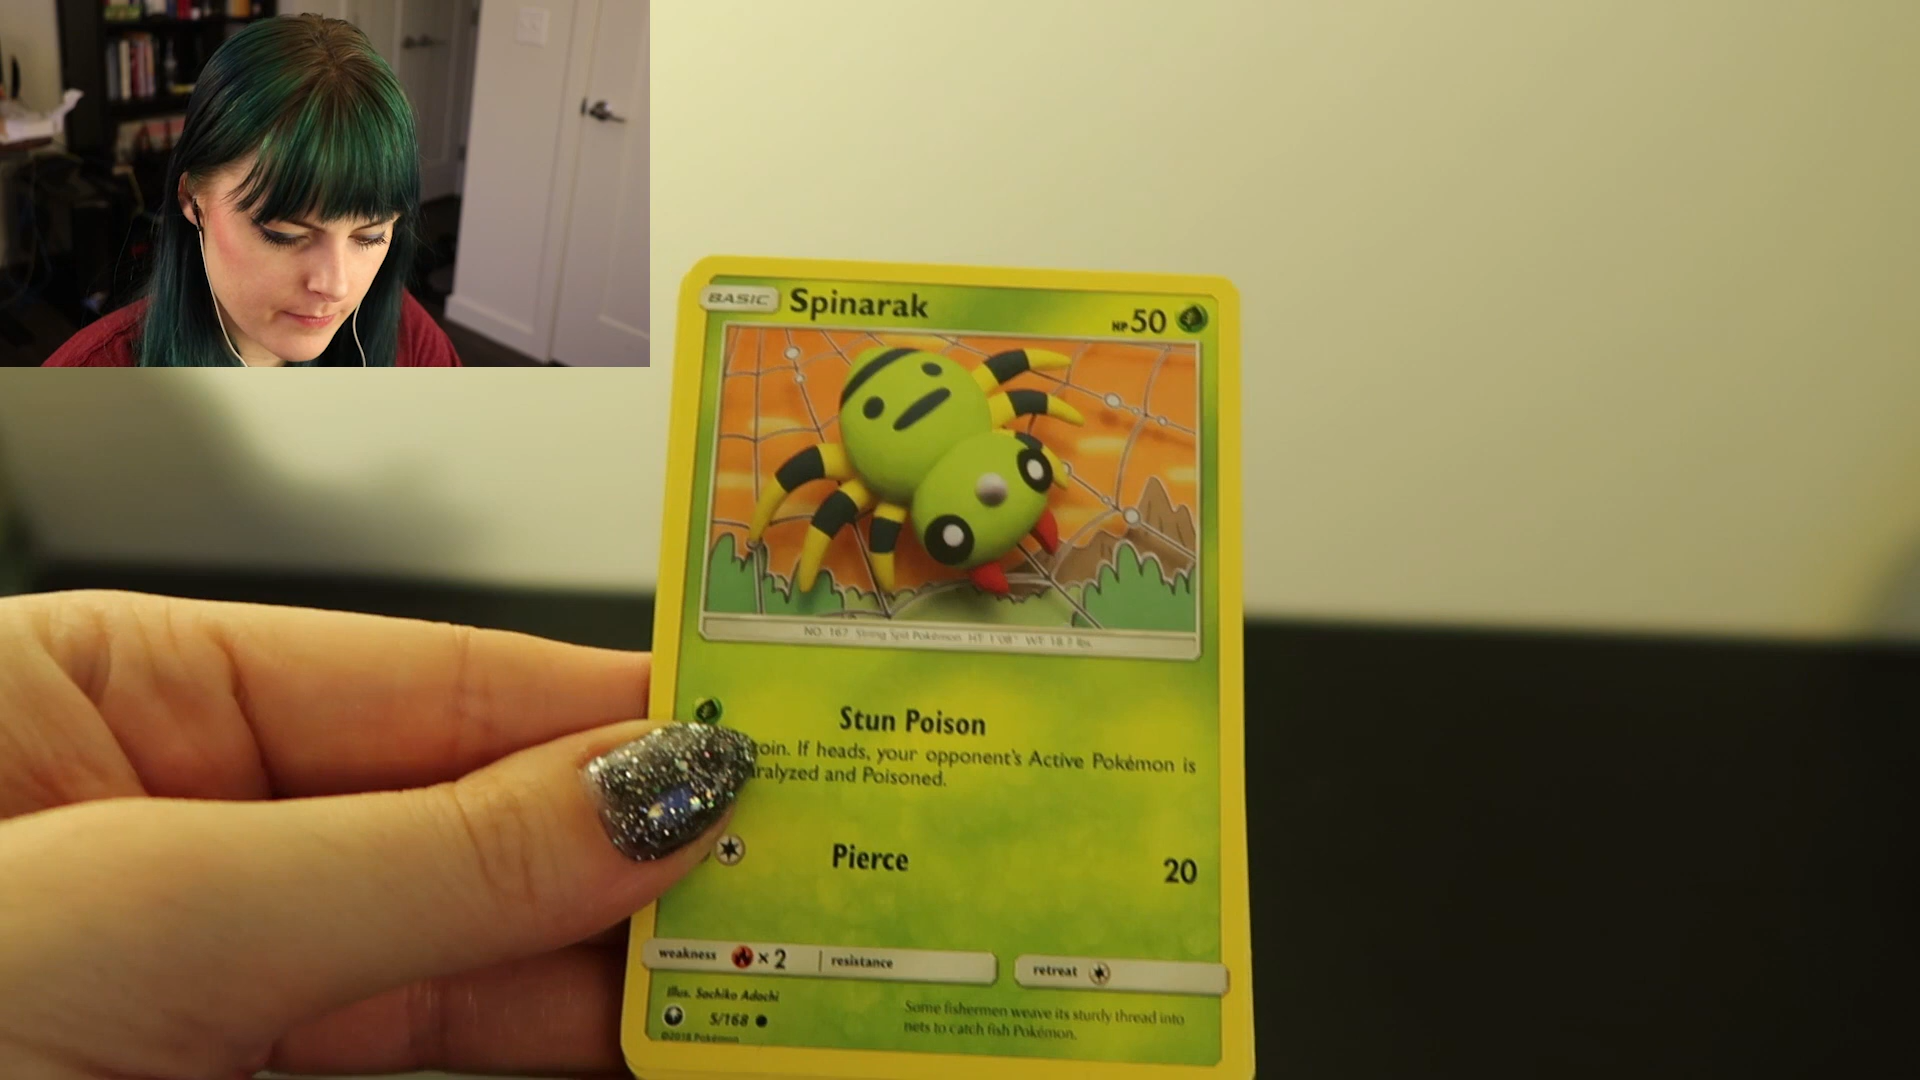 BASIC Spinarak HP 50
NO. 167 String Spit Pokémon HT: 1'08" WT: 18.7 lbs.
Stun Poison
coin. If heads, your opponent's Active Pokémon is
ralyzed and Poisoned.
Pierce 20
weakness × 2 resistance retreat
Illus. Sachiko Adachi
5/168
©2018 Pokémon
Some fishermen weave its sturdy thread into
nets to catch fish Pokémon.